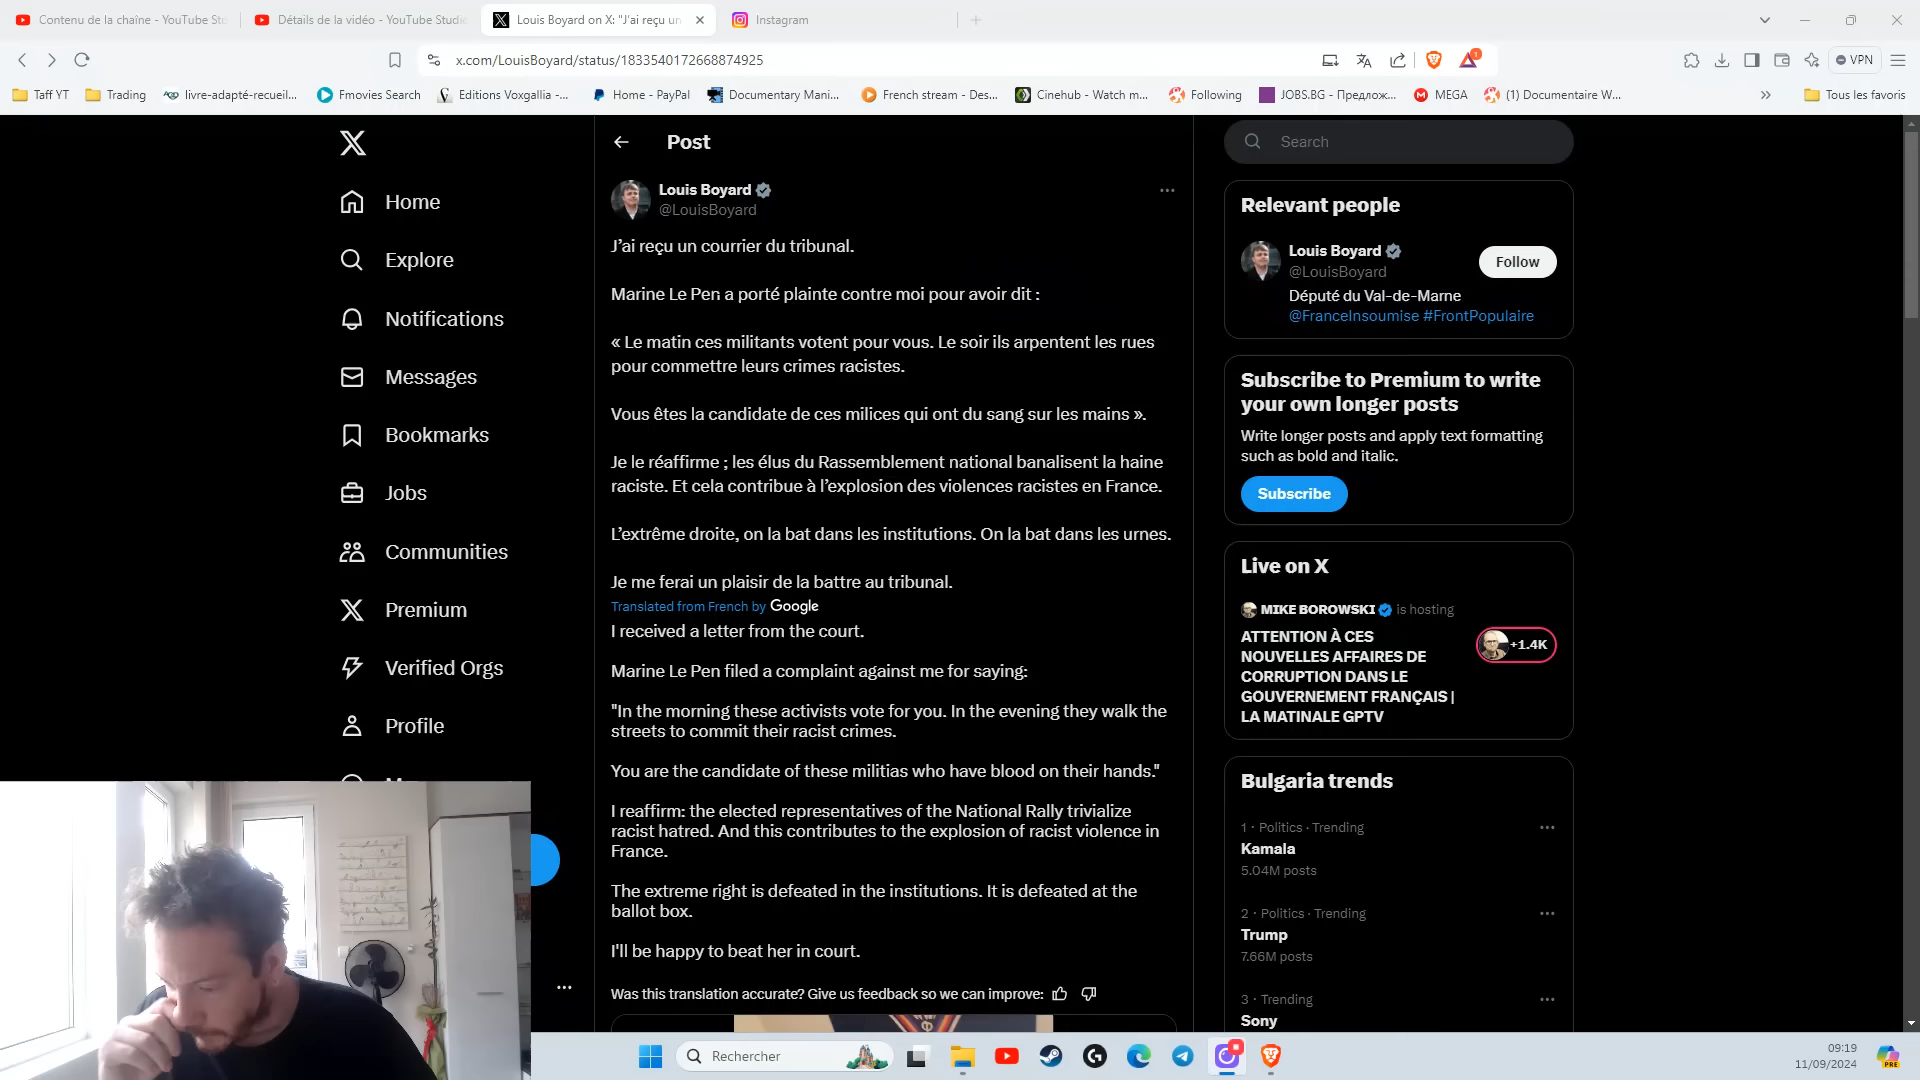 Contenu de la chaîne - YouTube Stu
Détails de la vidéo - YouTube Studi
Louis Boyard on X: "J'ai reçu un
Instagram
x.com/LouisBoyard/status/1833540172668874925
1
VPN
Taff YT
Trading
livre-adapté-recueil...
Fmovies Search
Editions Voxgallia -...
Home - PayPal
Documentary Mani...
French stream - Des...
Cinehub - Watch m...
Following
JOBS.BG - Предлож...
MEGA
(1) Documentaire W...
Tous les favoris
Home
Explore
Notifications
Messages
Bookmarks
Jobs
Communities
Premium
Verified Orgs
Profile
Post
Louis Boyard
@LouisBoyard
J'ai reçu un courrier du tribunal.
Marine Le Pen a porté plainte contre moi pour avoir dit :
« Le matin ces militants votent pour vous. Le soir ils arpentent les rues
pour commettre leurs crimes racistes.
Vous êtes la candidate de ces milices qui ont du sang sur les mains ».
Je le réaffirme ; les élus du Rassemblement national banalisent la haine
raciste. Et cela contribue à l'explosion des violences racistes en France.
L'extrême droite, on la bat dans les institutions. On la bat dans les urnes.
Je me ferai un plaisir de la battre au tribunal.
Translated from French by Google
I received a letter from the court.
Marine Le Pen filed a complaint against me for saying:
"In the morning these activists vote for you. In the evening they walk the
streets to commit their racist crimes.
You are the candidate of these militias who have blood on their hands."
I reaffirm: the elected representatives of the National Rally trivialize
racist hatred. And this contributes to the explosion of racist violence in
France.
The extreme right is defeated in the institutions. It is defeated at the
ballot box.
I'll be happy to beat her in court.
Was this translation accurate? Give us feedback so we can improve:
Search
Relevant people
Louis Boyard
@LouisBoyard
Follow
Député du Val-de-Marne
@FranceInsoumise #FrontPopulaire
Subscribe to Premium to write
your own longer posts
Write longer posts and apply text formatting
such as bold and italic.
Subscribe
Live on X
MIKE BOROWSKI is hosting
ATTENTION À CES
NOUVELLES AFFAIRES DE
CORRUPTION DANS LE
GOUVERNEMENT FRANÇAIS |
LA MATINALE GPTV
+1.4K
Bulgaria trends
1 · Politics · Trending
Kamala
5.04M posts
2 · Politics · Trending
Trump
7.66M posts
3 · Trending
Sony
Rechercher
09:19
11/09/2024
PRE